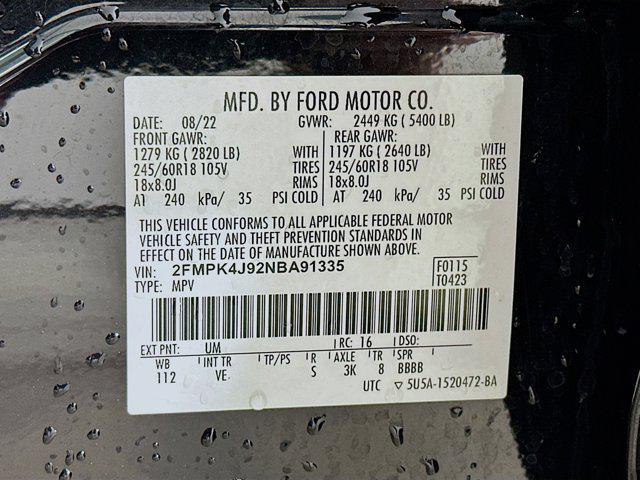 MFD. BY FORD MOTOR CO.
DATE: 08/22 GVWR: 2449 KG ( 5400 LB)
FRONT GAWR: REAR GAWR:
1279 KG ( 2820 LB) WITH 1197 KG ( 2640 LB) WITH
245/60R18 105V TIRES 245/60R18 105V TIRES
18x8.0J RIMS 18x8.0J RIMS
AT 240 kPa/ 35 PSI COLD AT 240 kPa/ 35 PSI COLD
THIS VEHICLE CONFORMS TO ALL APPLICABLE FEDERAL MOTOR
VEHICLE SAFETY AND THEFT PREVENTION STANDARDS IN
EFFECT ON THE DATE OF MANUFACTURE SHOWN ABOVE.
VIN: 2FMPK4J92NBA91335 F0115
TYPE: MPV T0423
EXT PNT: UM RC: 16 DSO:
WB INT TR TP/PS R AXLE TR SPR
112 VE. S 3K 8 BBBB
UTC ▽ 5U5A-1520472-BA